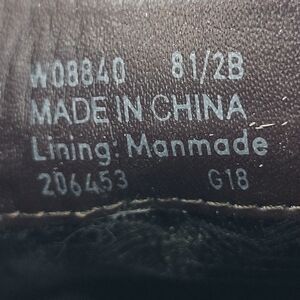 W08840 81/2B
MADE IN CHINA
Lining: Manmade
206453 G18